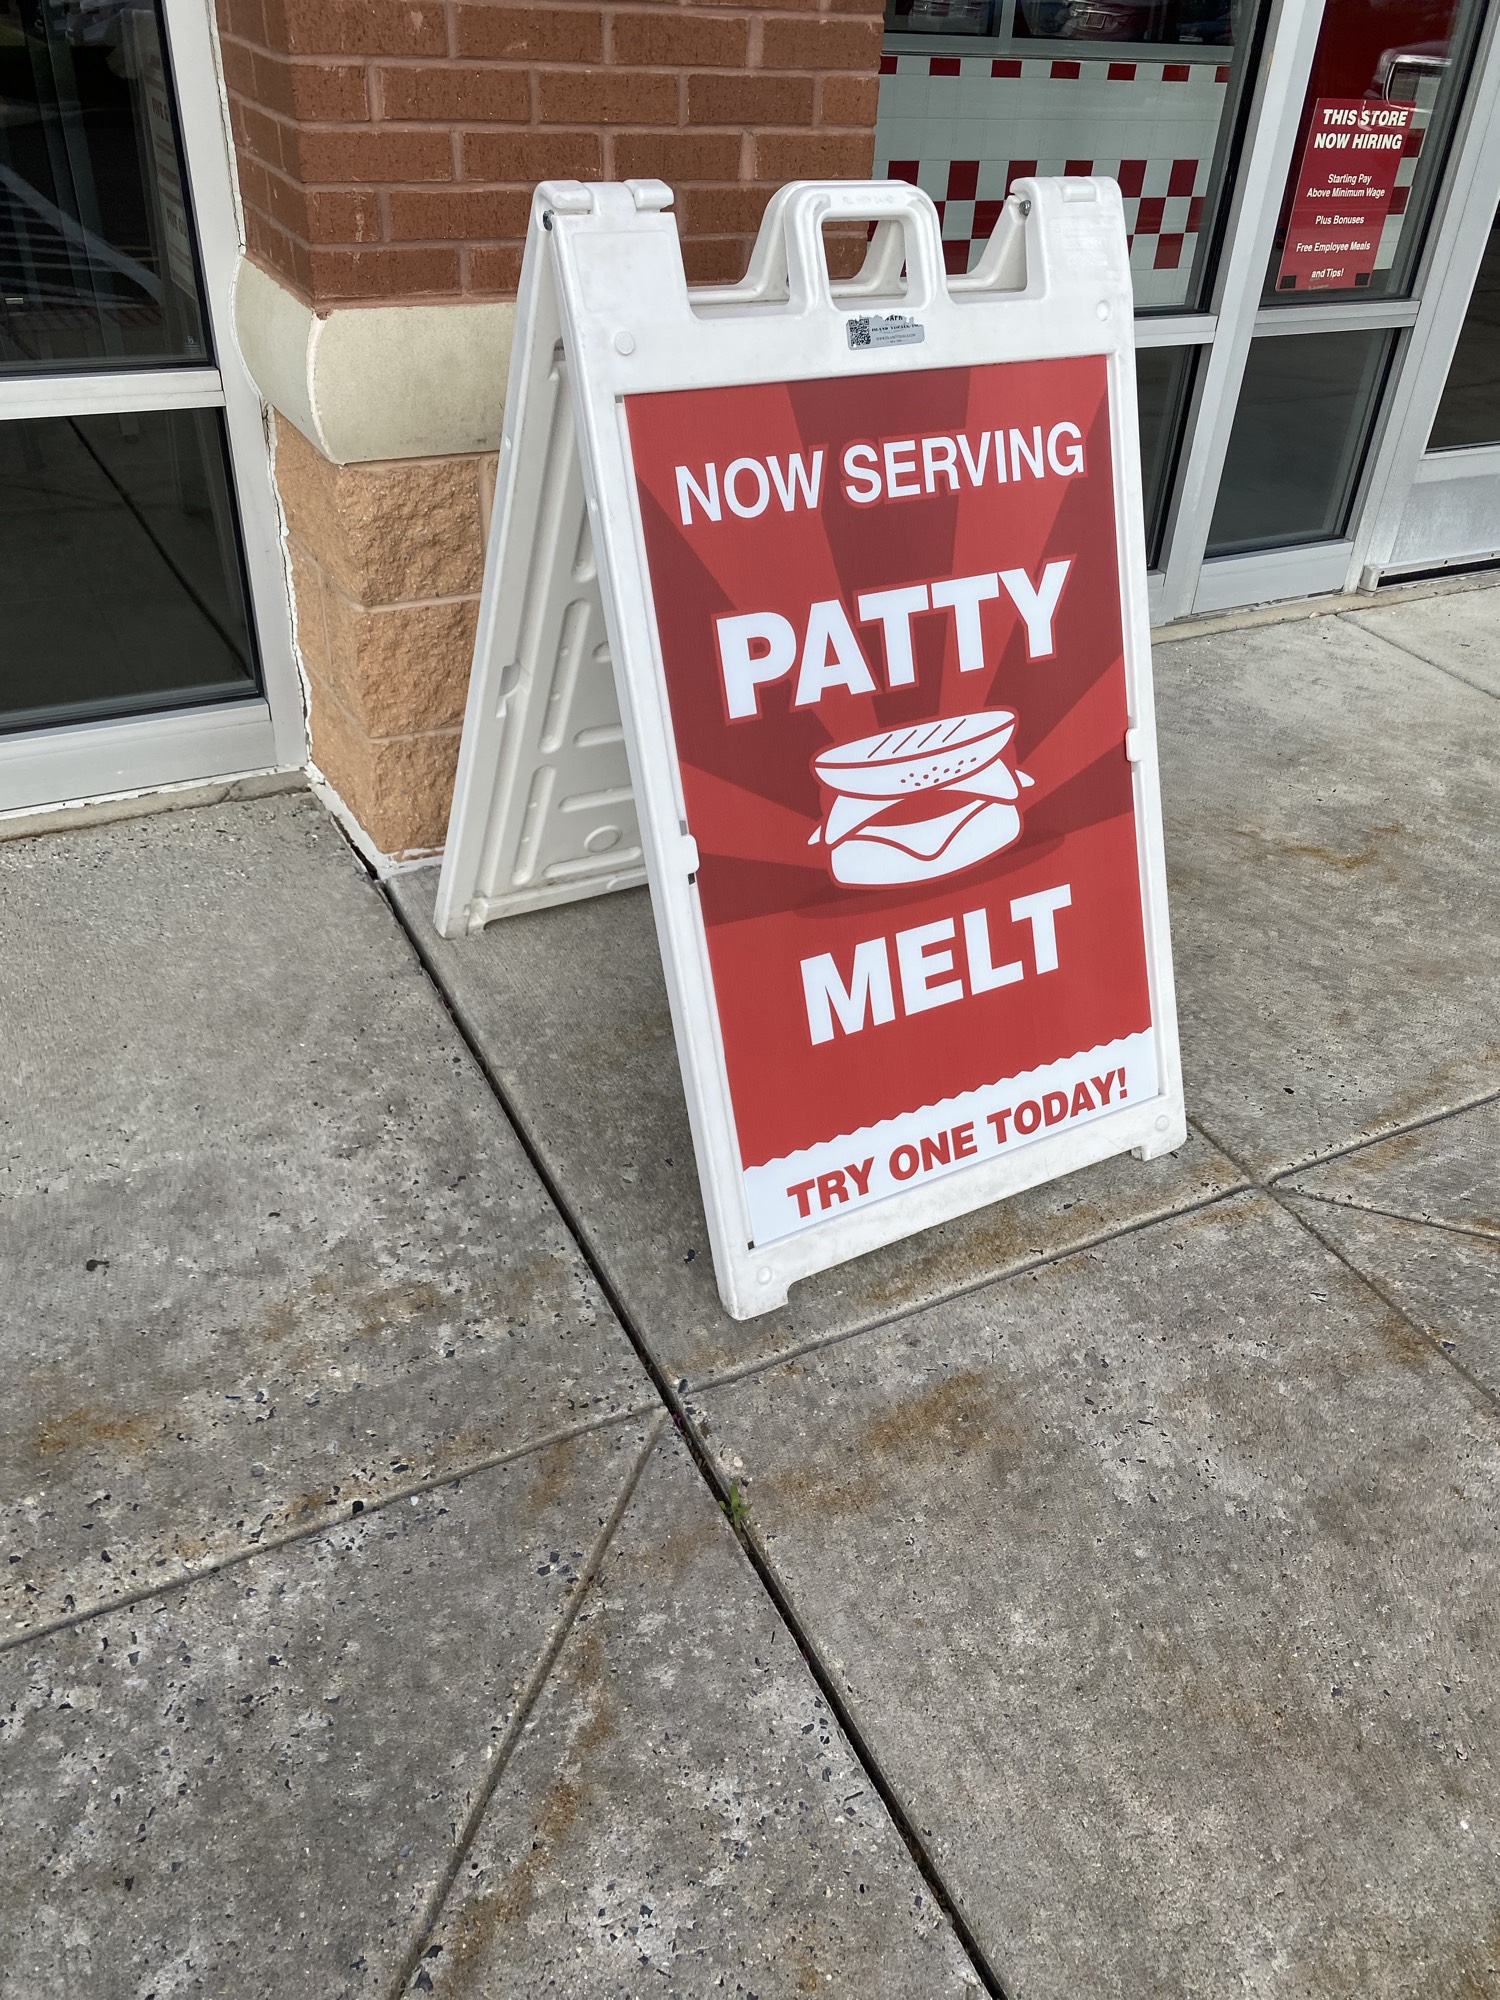 NOW SERVING
PATTY
MELT
TRY ONE TODAY!
THIS STORE
NOW HIRING
Starting Pay
Above Minimum Wage
Plus Bonuses
Free Employee Meals
and Tips!